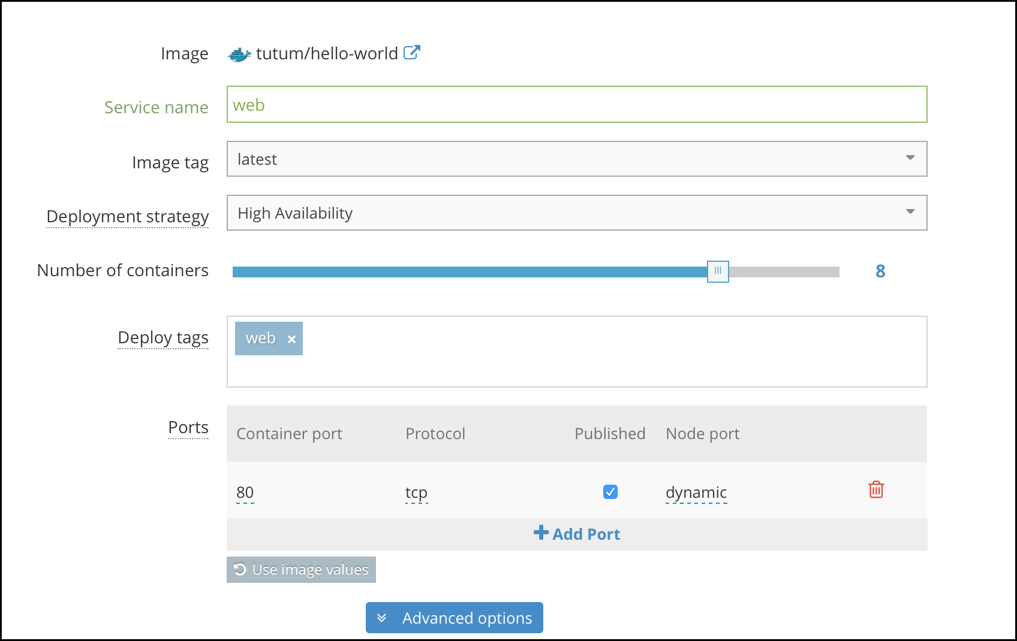 Image tutum/hello-world
Service name web
Image tag latest
Deployment strategy High Availability
Number of containers 8
Deploy tags web ×
Ports Container port Protocol Published Node port
80 tcp dynamic
Add Port
Use image values
Advanced options